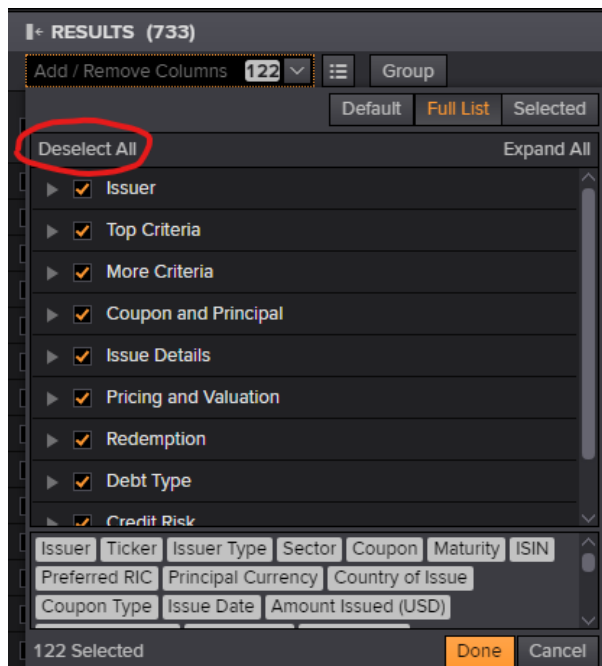 RESULTS (733)
Add / Remove Columns 122 Group
Default Full List Selected
Deselect All Expand All
Issuer
Top Criteria
More Criteria
Coupon and Principal
Issue Details
Pricing and Valuation
Redemption
Debt Type
Credit Risk
Issuer Ticker Issuer Type Sector Coupon Maturity ISIN
Preferred RIC Principal Currency Country of Issue
Coupon Type Issue Date Amount Issued (USD)
122 Selected Done Cancel